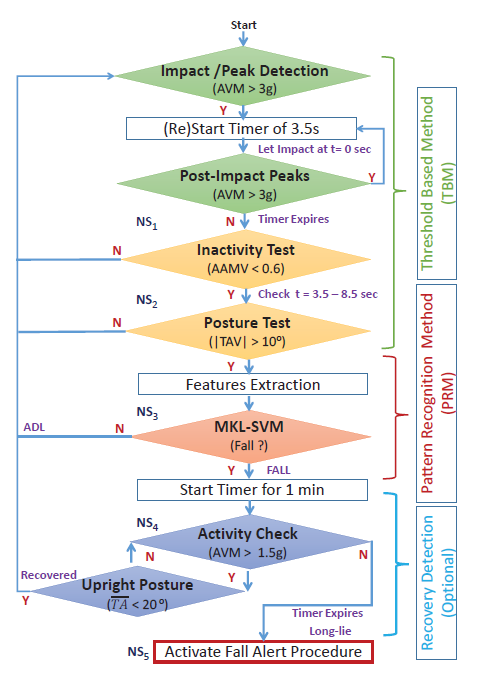 Start
Impact /Peak Detection
(AVM > 3g)
Y
(Re)Start Timer of 3.5s
Let Impact at t= 0 sec
Post-Impact Peaks
(AVM > 3g)
Y
NS1
N
Timer Expires
Inactivity Test
(AAMV < 0.6)
N
Y
Check t = 3.5 – 8.5 sec
NS2
Posture Test
(|TAV| > 10º)
N
Y
Features Extraction
NS3
MKL-SVM
(Fall ?)
ADL
N
Y
FALL
Start Timer for 1 min
NS4
Activity Check
(AVM > 1.5g)
N
N
Y
Recovered
Upright Posture
(TA < 20º)
Y
Timer Expires
Long-lie
NS5
Activate Fall Alert Procedure
Threshold Based Method
(TBM)
Pattern Recognition Method
(PRM)
Recovery Detection
(Optional)